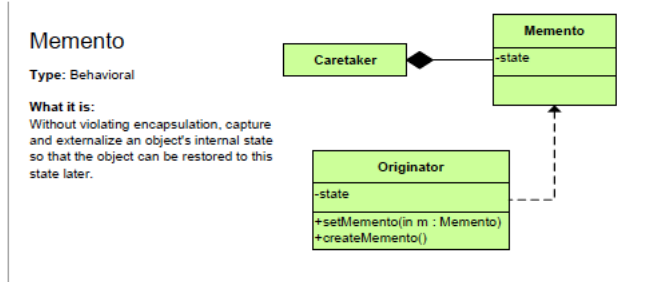 Memento
Type: Behavioral
What it is:
Without violating encapsulation, capture
and externalize an object's internal state
so that the object can be restored to this
state later.
Caretaker
Memento
-state
Originator
-state
+setMemento(in m : Memento)
+createMemento()